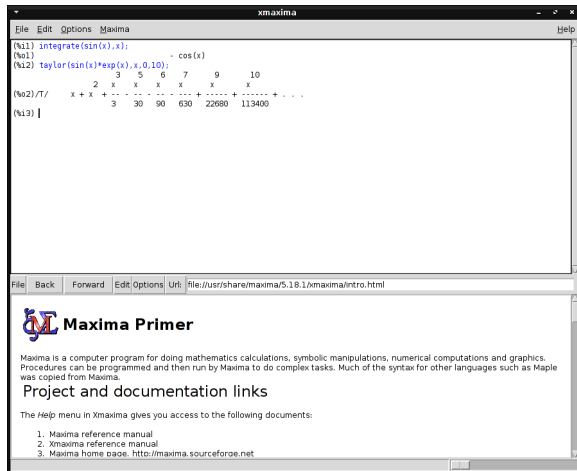 xmaxima
File Edit Options Maxima Help
(%i1) integrate(sin(x),x);
(%o1) - cos(x)
(%i2) taylor(sin(x)*exp(x),x,0,10);
3 5 6 7 9 10
2 x x x x x x
(%o2)/T/ x + x + -- - -- - -- - --- + ----- + ------ + . . .
3 30 90 630 22680 113400
(%i3)
File Back Forward Edit Options Url: file://usr/share/maxima/5.18.1/xmaxima/intro.html
Maxima Primer
Maxima is a computer program for doing mathematics calculations, symbolic manipulations, numerical computations and graphics.
Procedures can be programmed and then run by Maxima to do complex tasks. Much of the syntax for other languages such as Maple
was copied from Maxima.
Project and documentation links
The Help menu in Xmaxima gives you access to the following documents:
1. Maxima reference manual
2. Xmaxima reference manual
3. Maxima home page, http://maxima.sourceforge.net